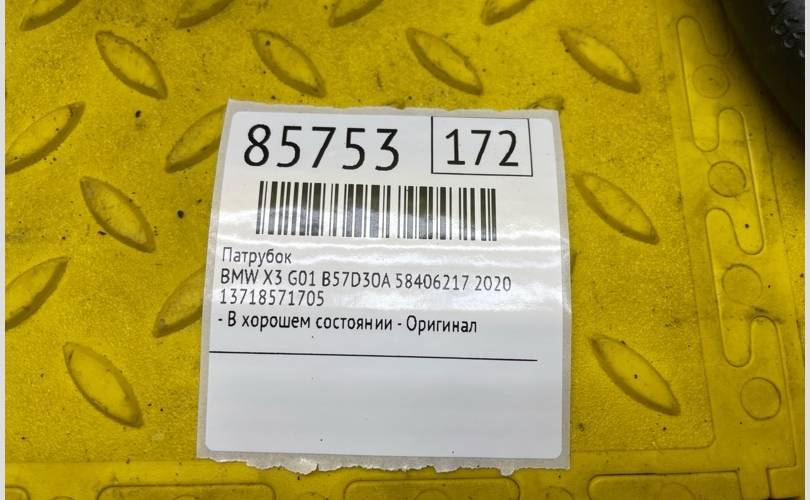 85753 172
Патрубок
BMW X3 G01 B57D30A 58406217 2020
13718571705
- В хорошем состоянии - Оригинал